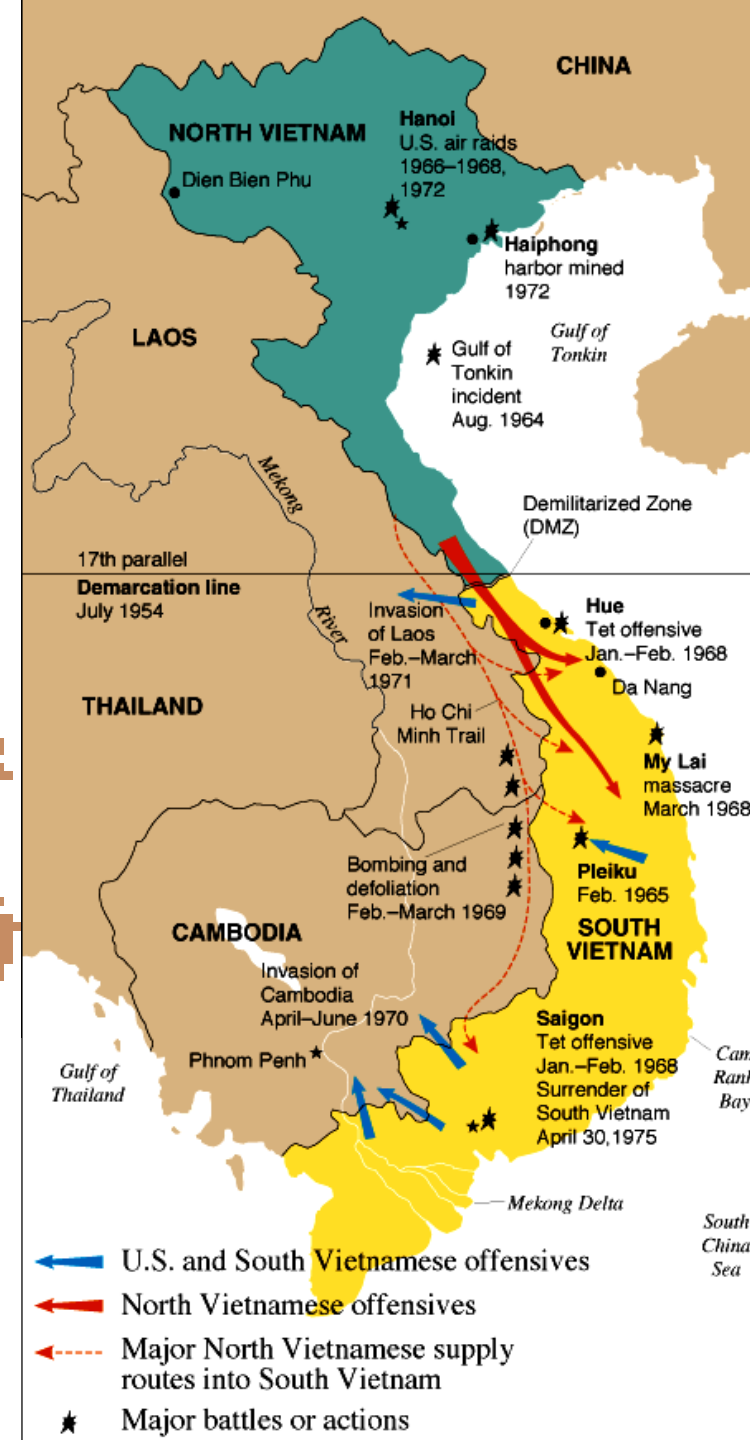 CHINA
Hanoi
U.S. air raids
1966–1968,
1972
NORTH VIETNAM
Dien Bien Phu
Haiphong
harbor mined
1972
LAOS
Gulf of
Tonkin
Gulf of
Tonkin
incident
Aug. 1964
Mekong
River
Demilitarized Zone
(DMZ)
17th parallel
Demarcation line
July 1954
Invasion
of Laos
Feb.–March
1971
Hue
Tet offensive
Jan.–Feb. 1968
Da Nang
THAILAND
Ho Chi
Minh Trail
My Lai
massacre
March 1968
Bombing and
defoliation
Feb.–March 1969
Pleiku
Feb. 1965
SOUTH
VIETNAM
CAMBODIA
Invasion of
Cambodia
April–June 1970
Saigon
Tet offensive
Jan.–Feb. 1968
Surrender of
South Vietnam
April 30,1975
Phnom Penh
Gulf of
Thailand
Cam
Ranh
Bay
Mekong Delta
South
China
Sea
U.S. and South Vietnamese offensives
North Vietnamese offensives
Major North Vietnamese supply
routes into South Vietnam
Major battles or actions